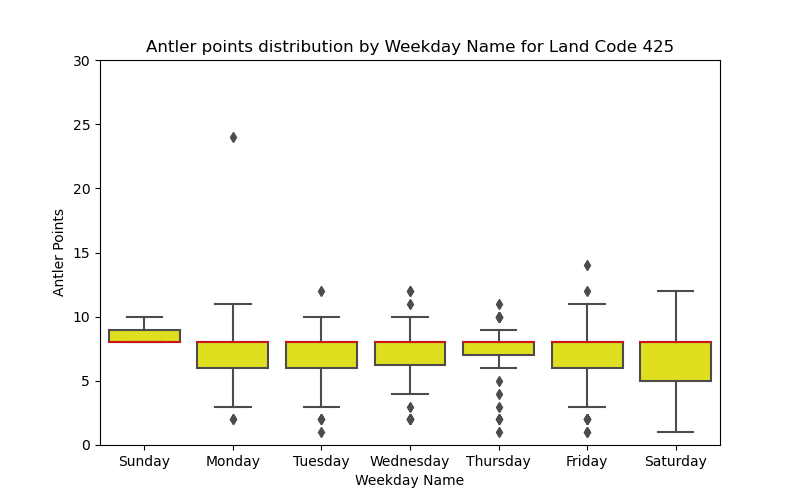 Antler points distribution by Weekday Name for Land Code 425
30
25
20
15
10
5
0
Antler Points
Sunday Monday Tuesday Wednesday Thursday Friday Saturday
Weekday Name